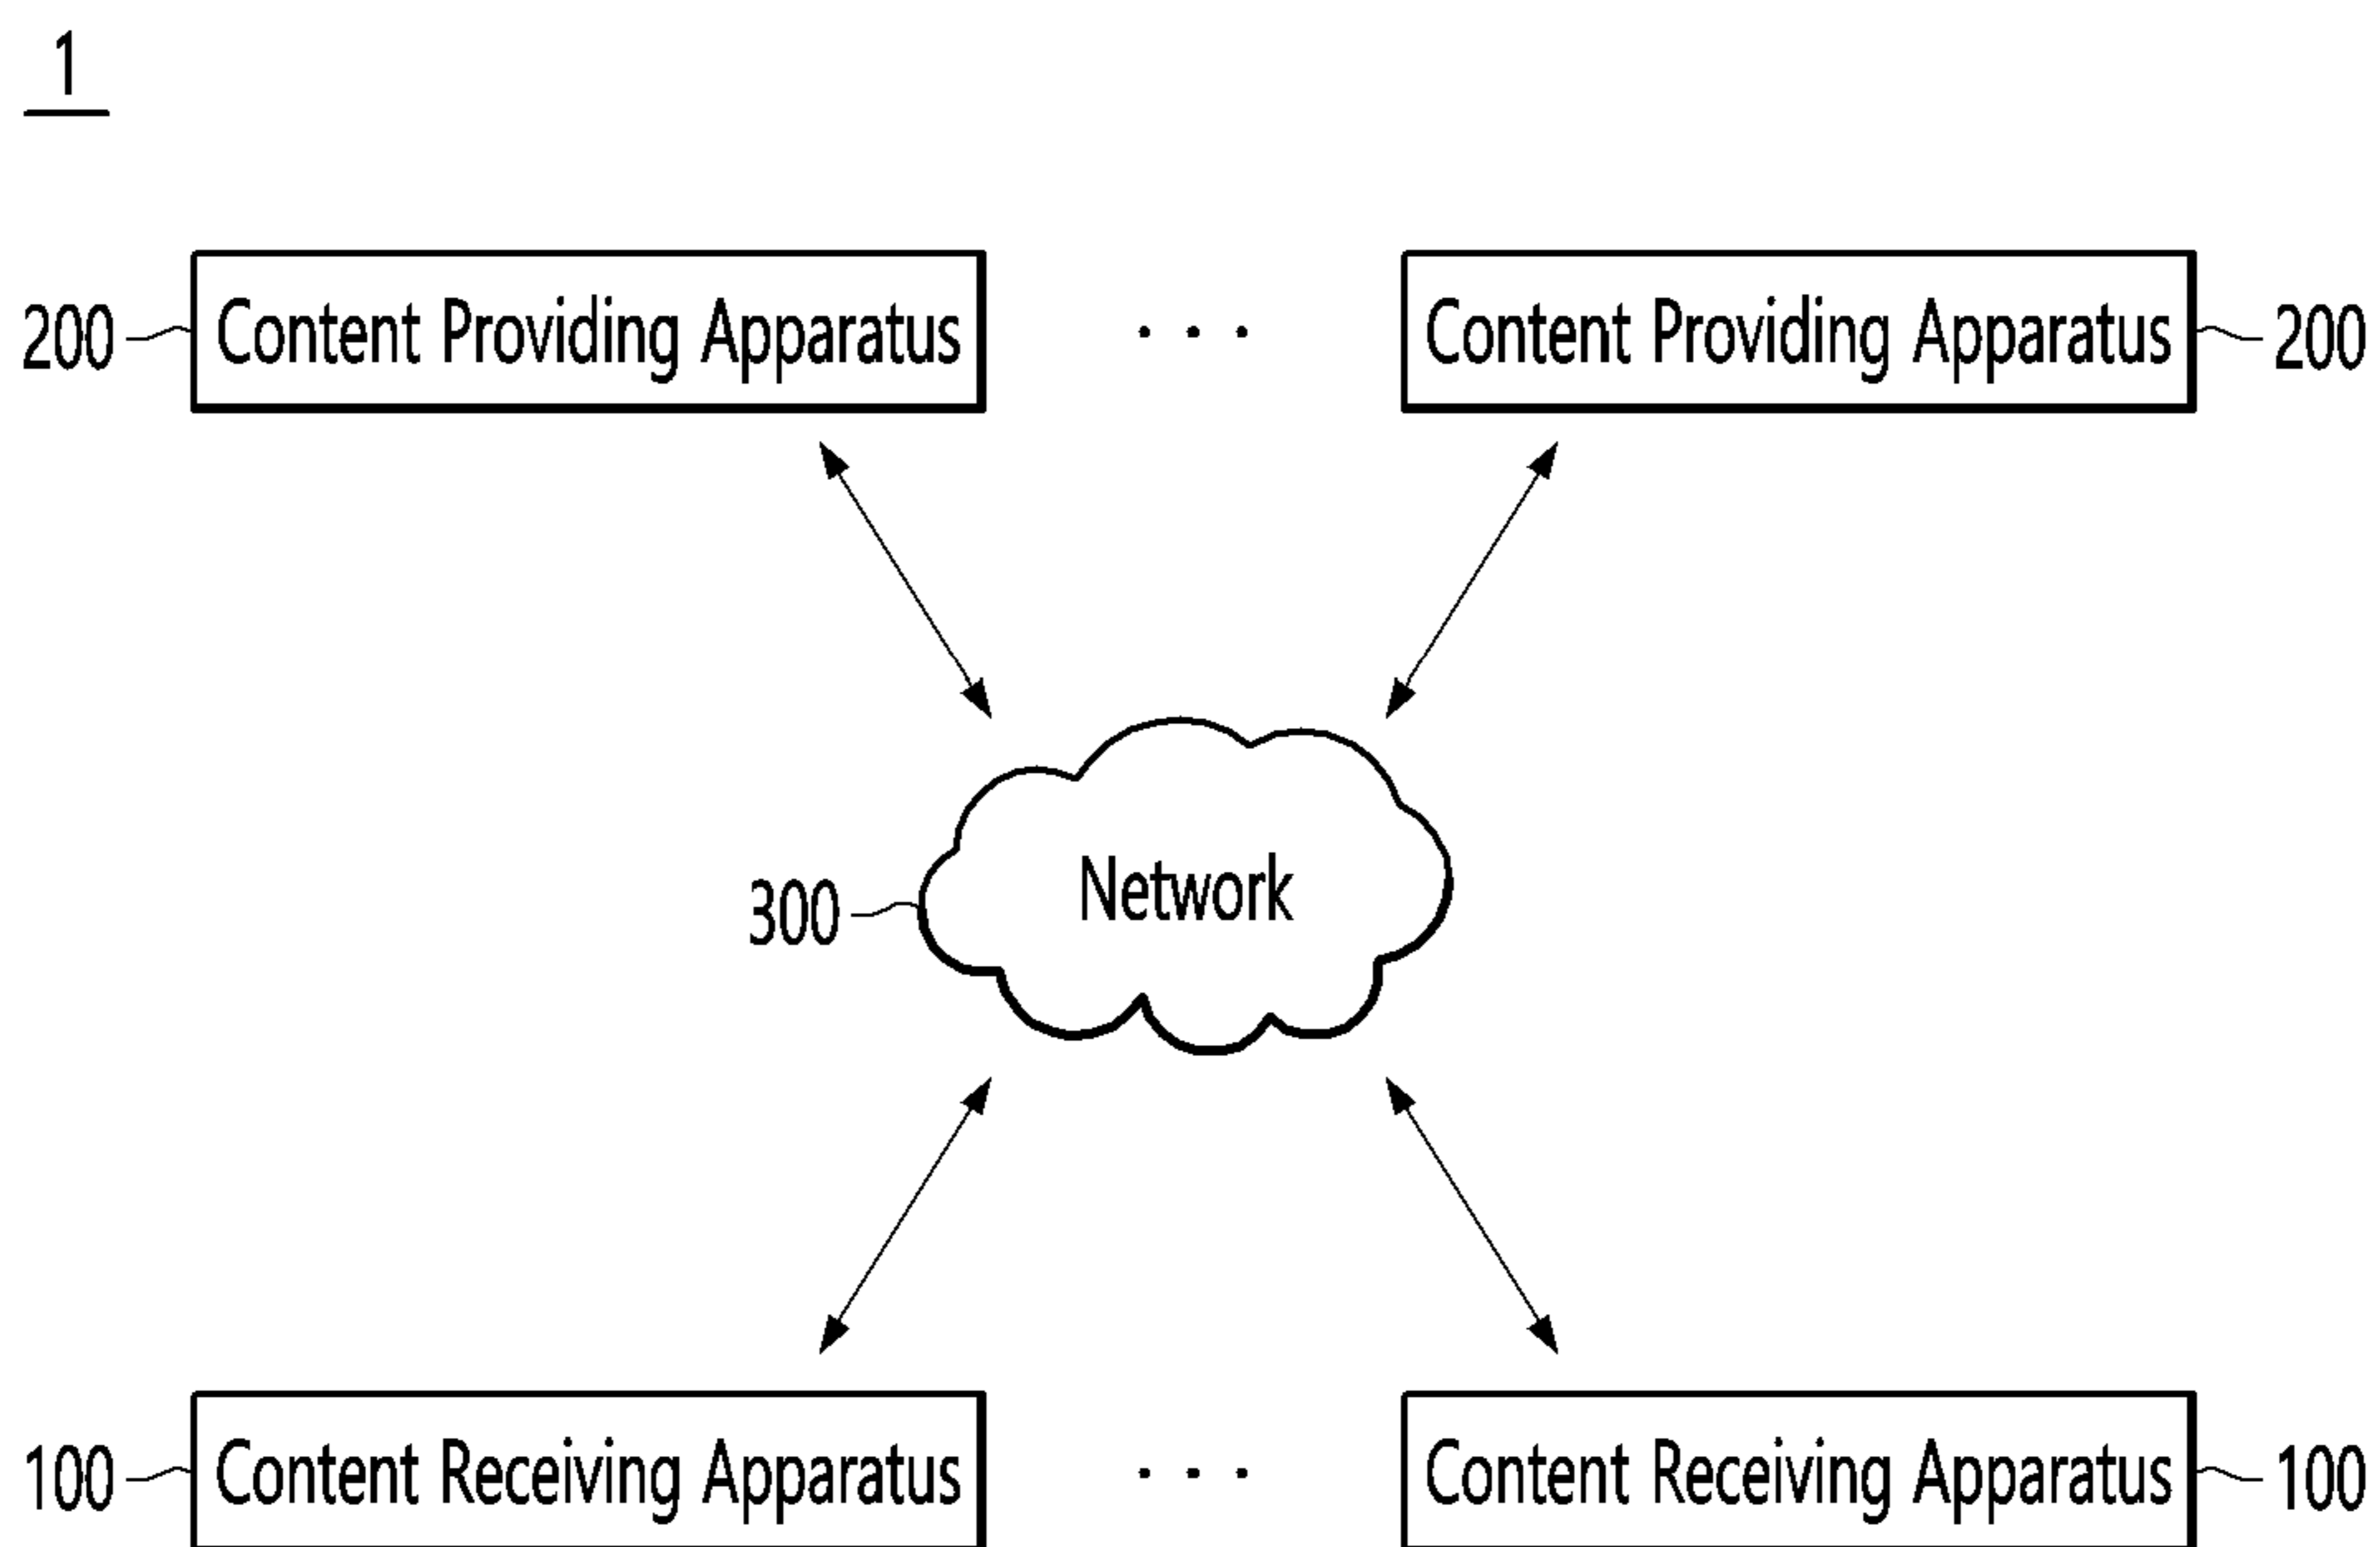 1
200 Content Providing Apparatus · · · Content Providing Apparatus 200
300 Network
100 Content Receiving Apparatus · · · Content Receiving Apparatus 100